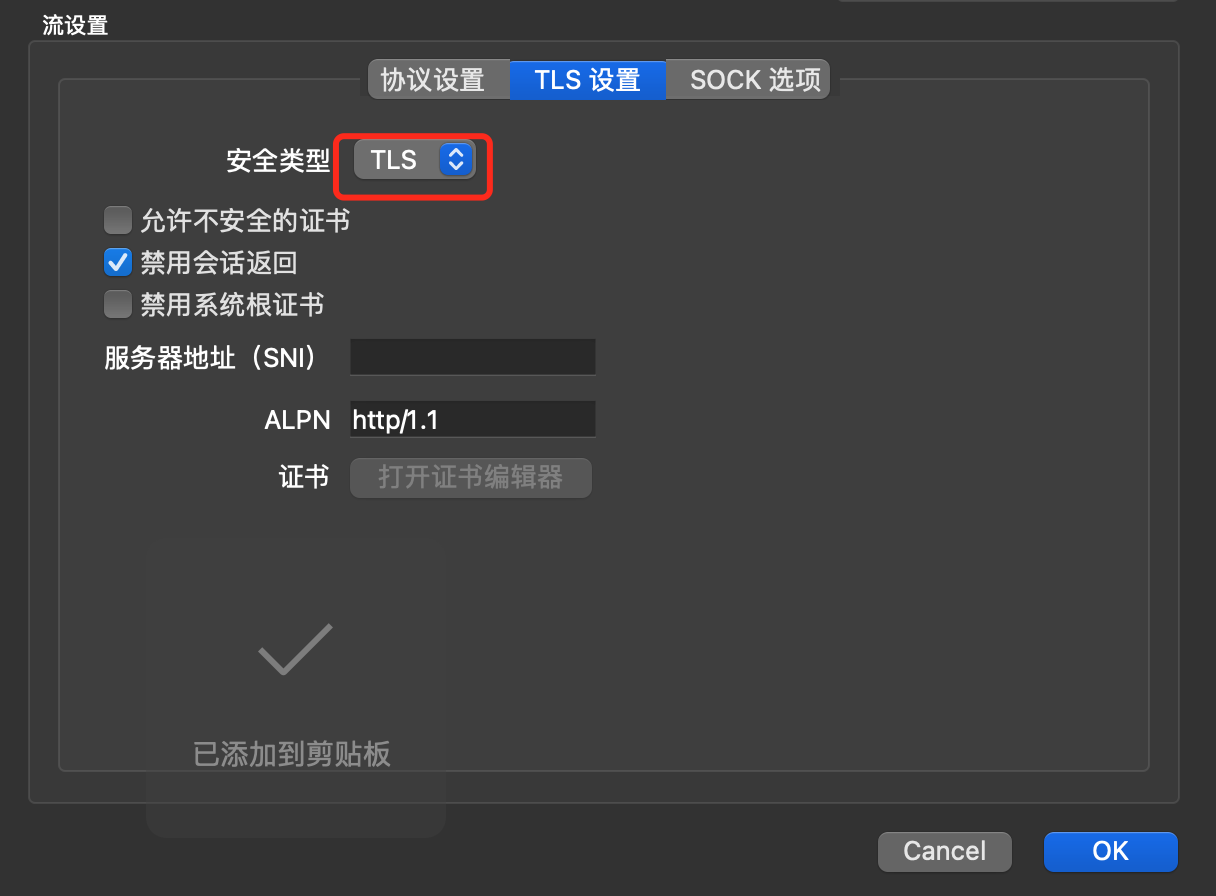 流设置
协议设置 TLS 设置 SOCK 选项
安全类型 TLS
允许不安全的证书
禁用会话返回
禁用系统根证书
服务器地址（SNI）
ALPN http/1.1
证书 打开证书编辑器
已添加到剪贴板
Cancel OK